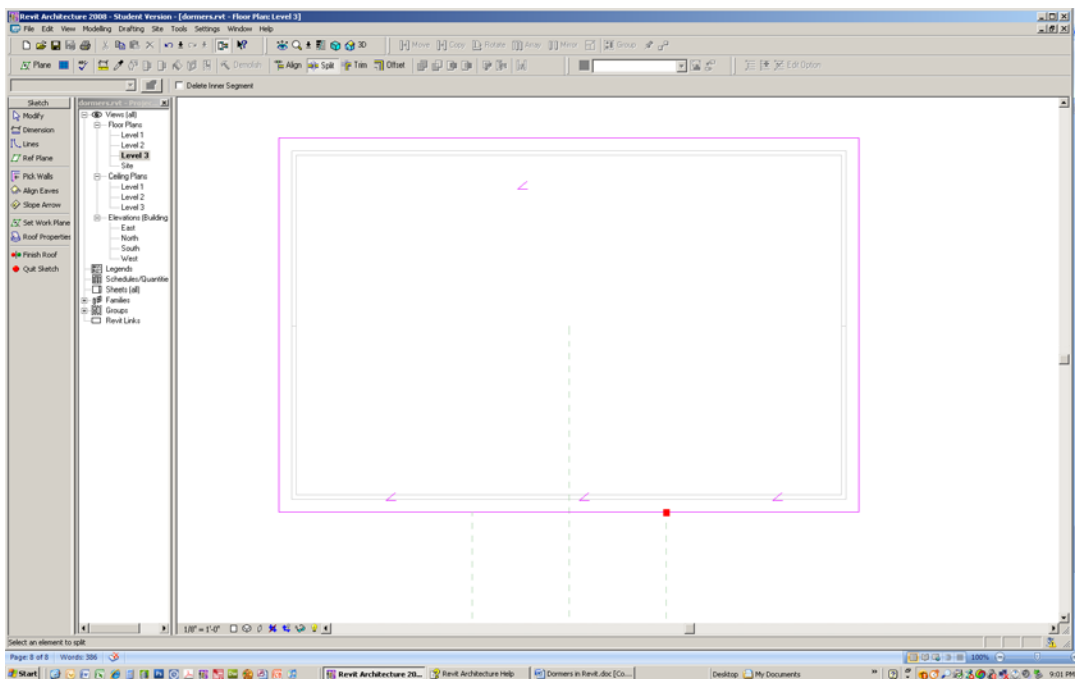 Revit Architecture 2008 - Student Version - [dormers.rvt - Floor Plan: Level 3]
File Edit View Modelling Drafting Site Tools Settings Window Help
3D Move Copy Rotate Array Mirror Group
Plane Demolish Align Split Trim Offset Edit Option
Delete Inner Segment
Sketch
Modify
Dimension
Lines
Ref Plane
Pick Walls
Align Eaves
Slope Arrow
Set Work Plane
Roof Properties
Finish Roof
Quit Sketch
dormers.rvt - Projec
Views (all)
Floor Plans
Level 1
Level 2
Level 3
Site
Ceiling Plans
Level 1
Level 2
Level 3
Elevations (Building
East
North
South
West
Legends
Schedules/Quantitie
Sheets (all)
Families
Groups
Revit Links
1/8" = 1'-0"
Select an element to split
Page: 8 of 8 Words: 386 100%
Start Revit Architecture 20... Revit Architecture Help Dormers in Revit.doc [Co... Desktop My Documents » 9:01 PM